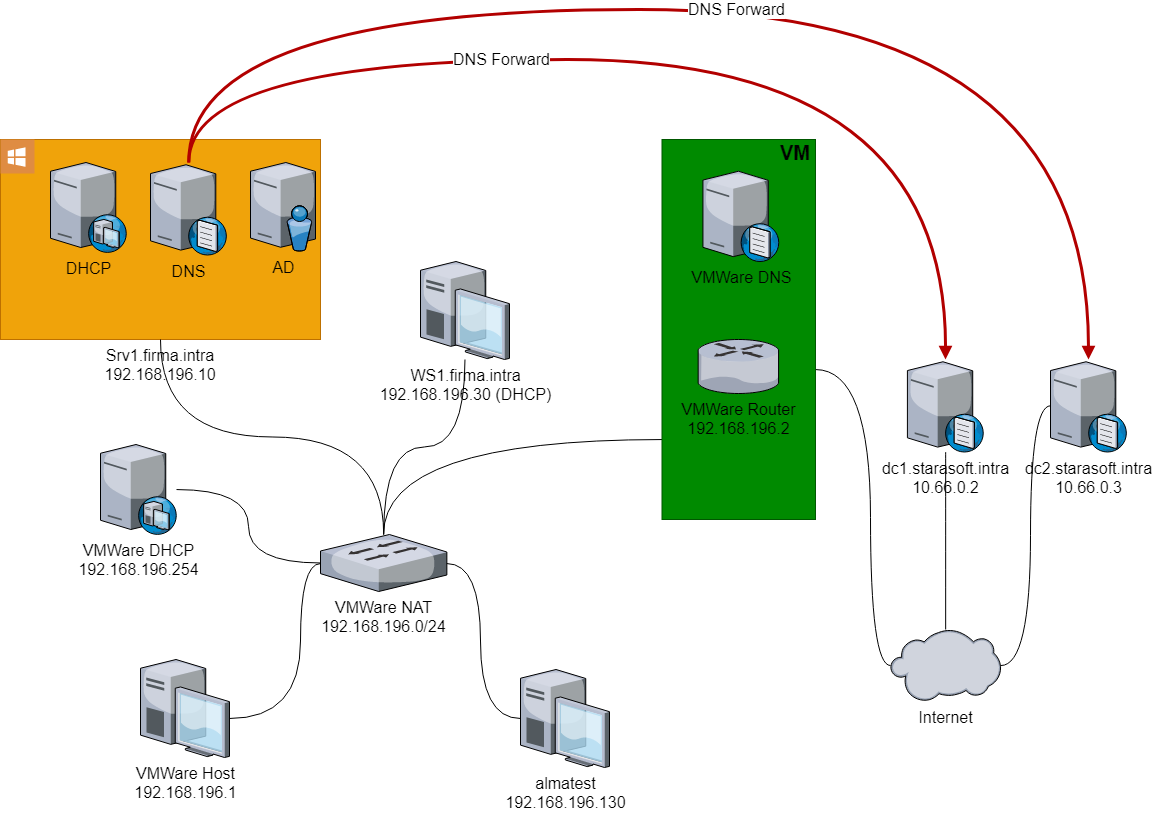 DNS Forward
DNS Forward
VM
DHCP
DNS
AD
VMWare DNS
Srv1.firma.intra
192.168.196.10
WS1.firma.intra
192.168.196.30 (DHCP)
VMWare Router
192.168.196.2
dc1.starasoft.intra
10.66.0.2
dc2.starasoft.intra
10.66.0.3
VMWare DHCP
192.168.196.254
VMWare NAT
192.168.196.0/24
Internet
VMWare Host
192.168.196.1
almatest
192.168.196.130